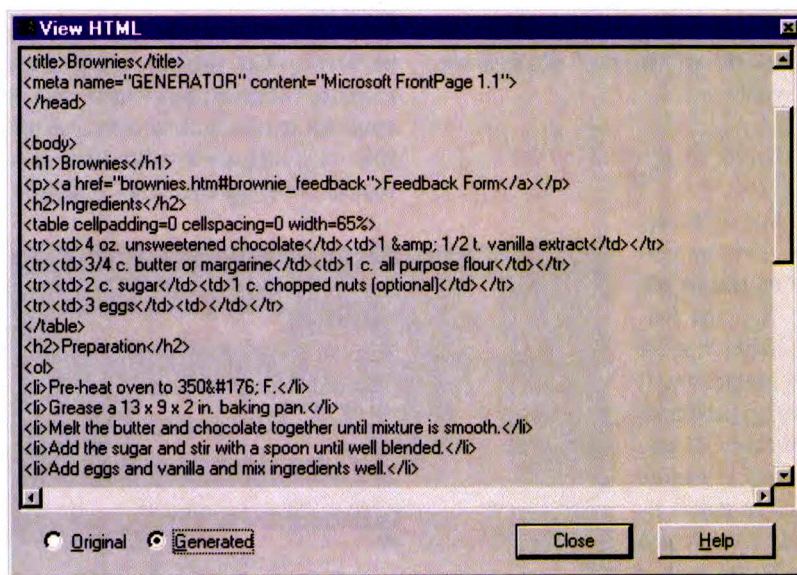 View HTML
<title>Brownies</title>
<meta name="GENERATOR" content="Microsoft FrontPage 1.1">
</head>
<body>
<h1>Brownies</h1>
<p><a href="brownies.htm#brownie_feedback">Feedback Form</a></p>
<h2>Ingredients</h2>
<table cellpadding=0 cellspacing=0 width=65%>
<tr><td>4 oz. unsweetened chocolate</td><td>1 &amp; 1/2 t. vanilla extract</td></tr>
<tr><td>3/4 c. butter or margarine</td><td>1 c. all purpose flour</td></tr>
<tr><td>2 c. sugar</td><td>1 c. chopped nuts (optional)</td></tr>
<tr><td>3 eggs</td><td></td></tr>
</table>
<h2>Preparation</h2>
<ol>
<li>Pre-heat oven to 350&#176; F.</li>
<li>Grease a 13 x 9 x 2 in. baking pan.</li>
<li>Melt the butter and chocolate together until mixture is smooth.</li>
<li>Add the sugar and stir with a spoon until well blended.</li>
<li>Add eggs and vanilla and mix ingredients well.</li>
Original Generated Close Help